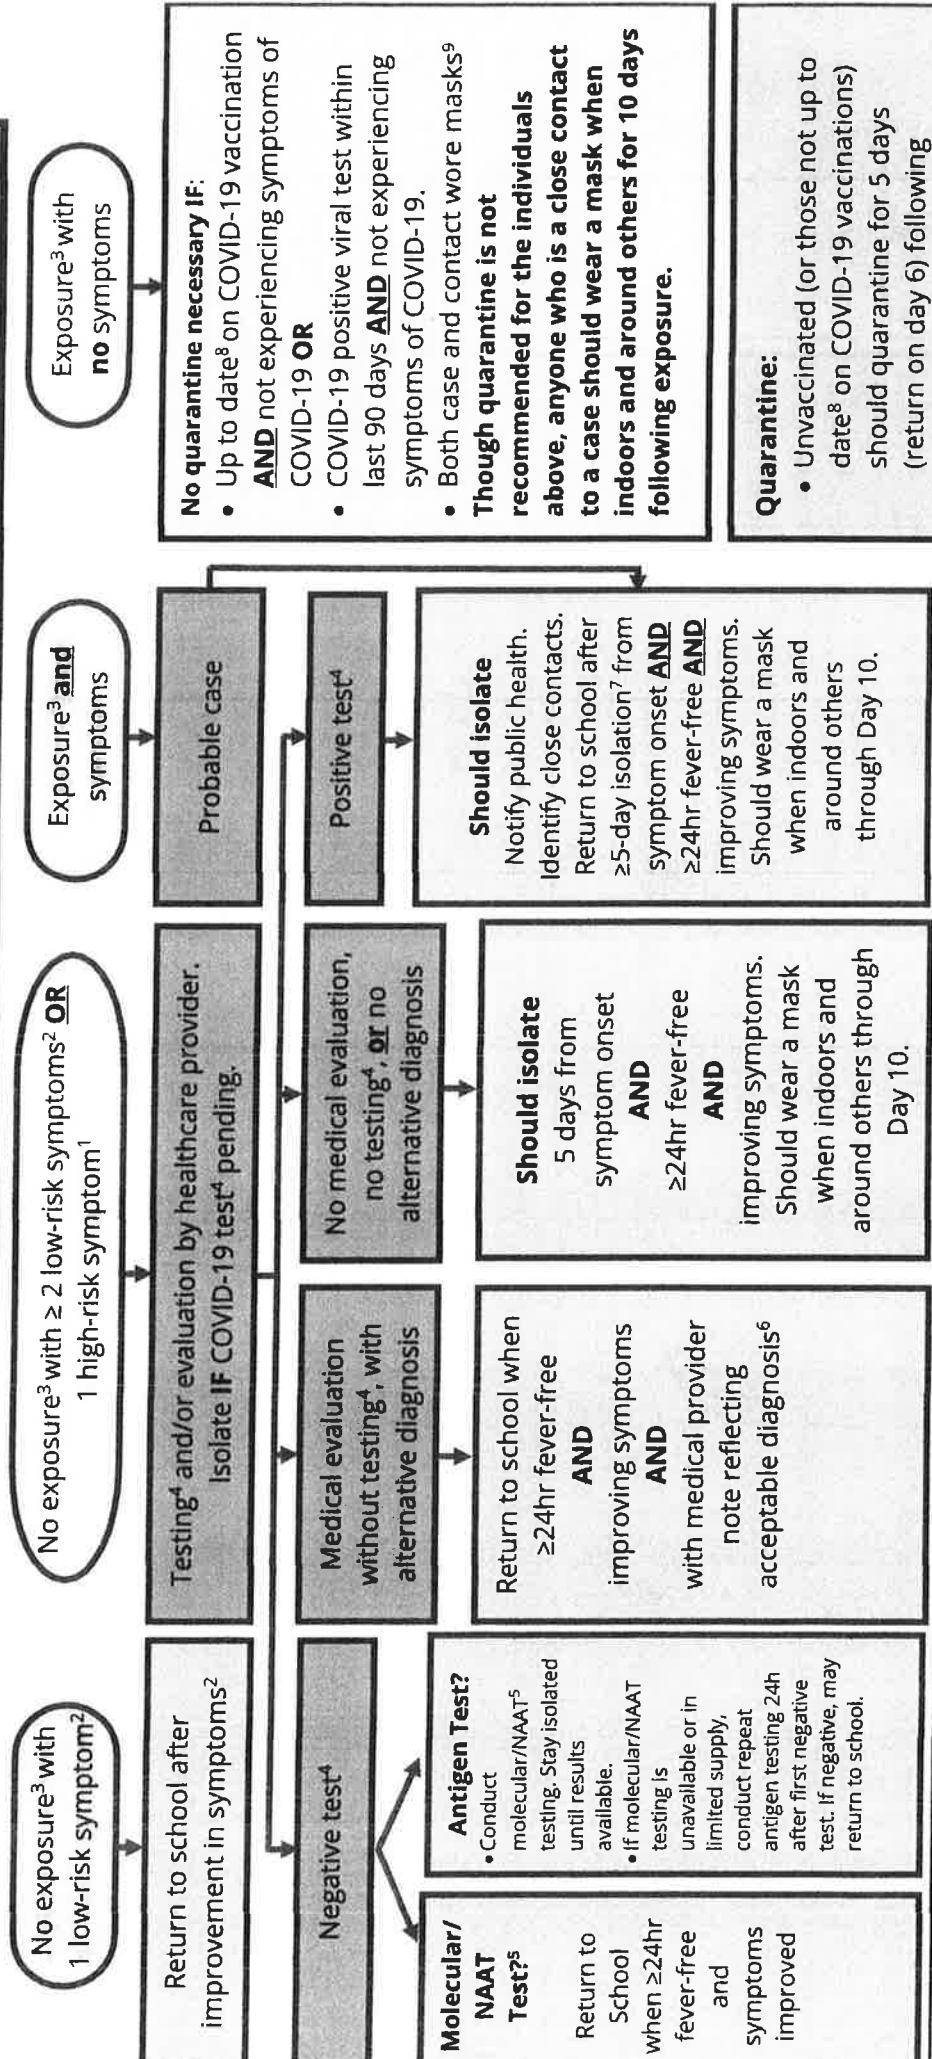 No exposure³ with
1 low-risk symptom²
Return to school after
improvement in symptoms²
No exposure³ with ≥ 2 low-risk symptoms² OR
1 high-risk symptom¹
Testing⁴ and/or evaluation by healthcare provider.
Isolate IF COVID-19 test⁴ pending.
Exposure³ and
symptoms
Probable case
Exposure³ with
no symptoms
Negative test⁴
Molecular/
NAAT
Test?⁵
Return to
School
when ≥24hr
fever-free
and
symptoms
improved
Antigen Test?
• Conduct
molecular/NAAT⁵
testing. Stay isolated
until results
available.
• If molecular/NAAT
testing is
unavailable or in
limited supply,
conduct repeat
antigen testing 24h
after first negative
test. If negative, may
return to school.
Medical evaluation
without testing⁴, with
alternative diagnosis
Return to school when
≥24hr fever-free
AND
improving symptoms
AND
with medical provider
note reflecting
acceptable diagnosis⁶
No medical evaluation,
no testing⁴, or no
alternative diagnosis
Should isolate
5 days from
symptom onset
AND
≥24hr fever-free
AND
improving symptoms.
Should wear a mask
when indoors and
around others through
Day 10.
Positive test⁴
Should isolate
Notify public health.
Identify close contacts.
Return to school after
≥5-day isolation⁷ from
symptom onset AND
≥24hr fever-free AND
improving symptoms.
Should wear a mask
when indoors and
around others
through Day 10.
No quarantine necessary IF:
• Up to date⁸ on COVID-19 vaccination
AND not experiencing symptoms of
COVID-19 OR
• COVID-19 positive viral test within
last 90 days AND not experiencing
symptoms of COVID-19.
• Both case and contact wore masks⁹
Though quarantine is not
recommended for the individuals
above, anyone who is a close contact
to a case should wear a mask when
indoors and around others for 10 days
following exposure.
Quarantine:
• Unvaccinated (or those not up to
date⁸ on COVID-19 vaccinations)
should quarantine for 5 days
(return on day 6) following